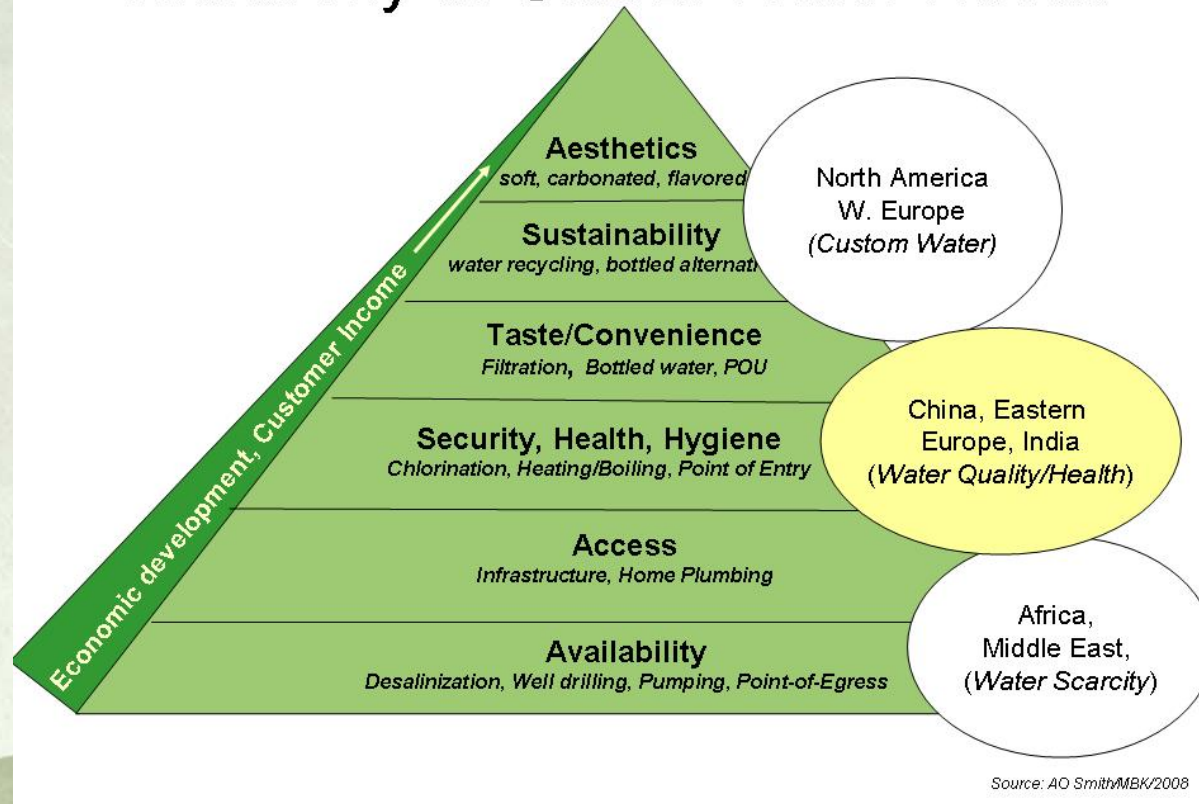 Aesthetics
soft, carbonated, flavored
Sustainability
water recycling, bottled
Taste/Convenience
Filtration, Bottled water, POU
Security, Health, Hygiene
Chlorination, Heating/Boiling, Point of Entry
Access
Infrastructure, Home Plumbing
Availability
Desalinization, Well drilling, Pumping, Point-of-Egress
Economic development, Customer Income
North America
W. Europe
(Custom Water)
China, Eastern
Europe, India
(Water Quality/Health)
Africa,
Middle East,
(Water Scarcity)
Source: AO Smith/MBK/2008